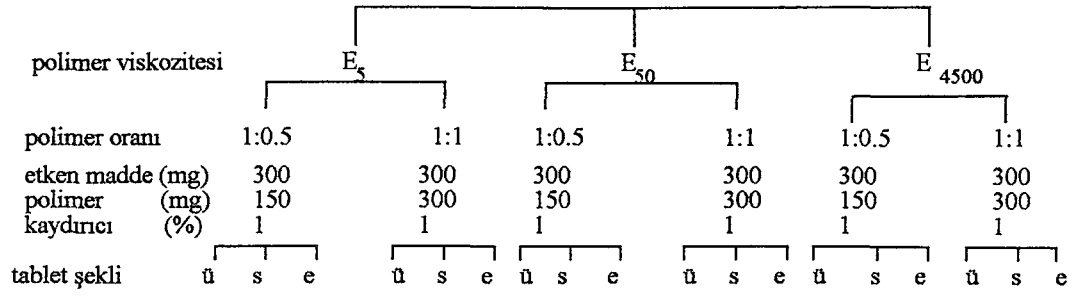 polimer viskozitesi E5 E50 E 4500
polimer oranı 1:0.5 1:1 1:0.5 1:1 1:0.5 1:1
etken madde (mg) 300 300 300 300 300 300
polimer (mg) 150 300 150 300 150 300
kaydırıcı (%) 1 1 1 1 1 1
tablet şekli ü s e ü s e ü s e ü s e ü s e ü s e